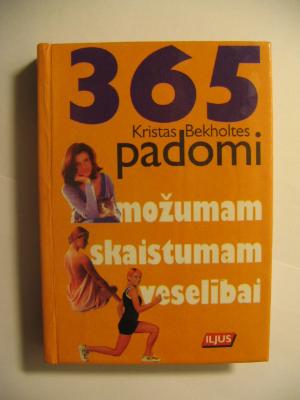 365
Kristas Bekholtes
padomi
možumam
skaistumam
veselībai
ILJUS